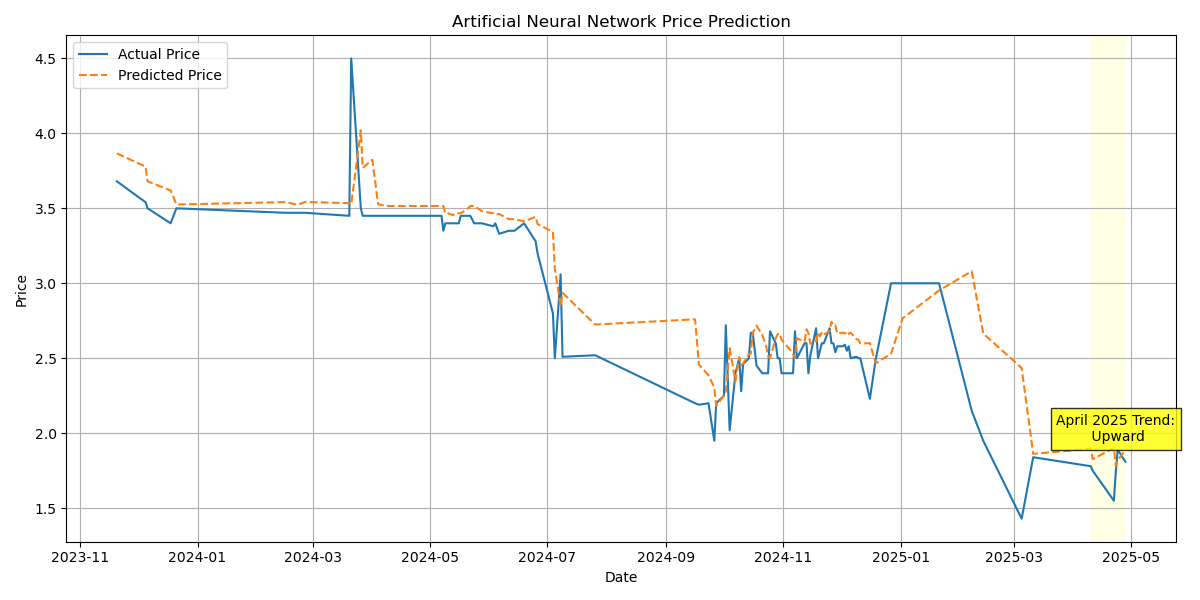 Artificial Neural Network Price Prediction
Actual Price
Predicted Price
4.5
4.0
3.5
3.0
2.5
2.0
1.5
Price
April 2025 Trend:
Upward
2023-11
2024-01
2024-03
2024-05
2024-07
2024-09
2024-11
2025-01
2025-03
2025-05
Date